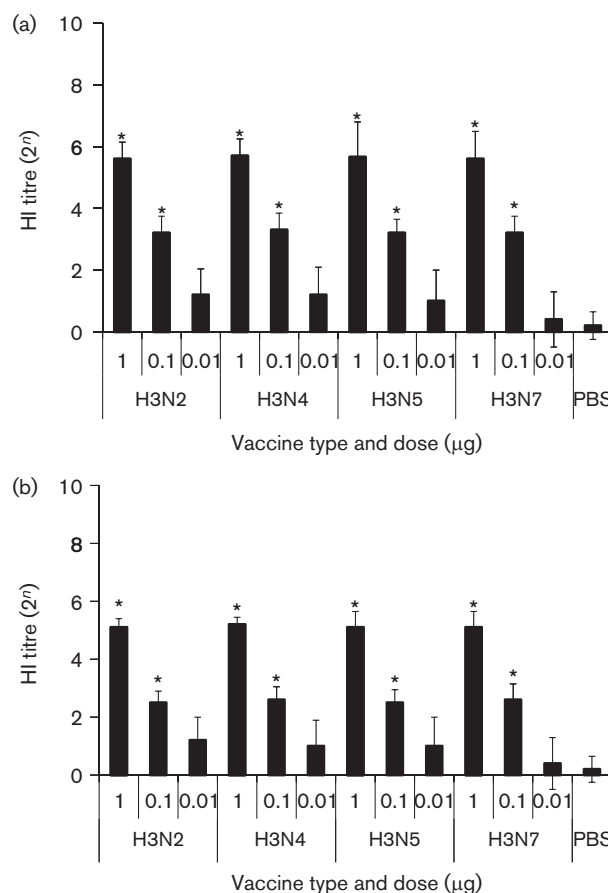 (a)
10
8
6
4
2
0
HI titre (2ⁿ)
* * * * * * * *
1 0.1 0.01 1 0.1 0.01 1 0.1 0.01 1 0.1 0.01
H3N2 H3N4 H3N5 H3N7 PBS
Vaccine type and dose (μg)
(b)
10
8
6
4
2
0
HI titre (2ⁿ)
* * * * * * * *
1 0.1 0.01 1 0.1 0.01 1 0.1 0.01 1 0.1 0.01
H3N2 H3N4 H3N5 H3N7 PBS
Vaccine type and dose (μg)